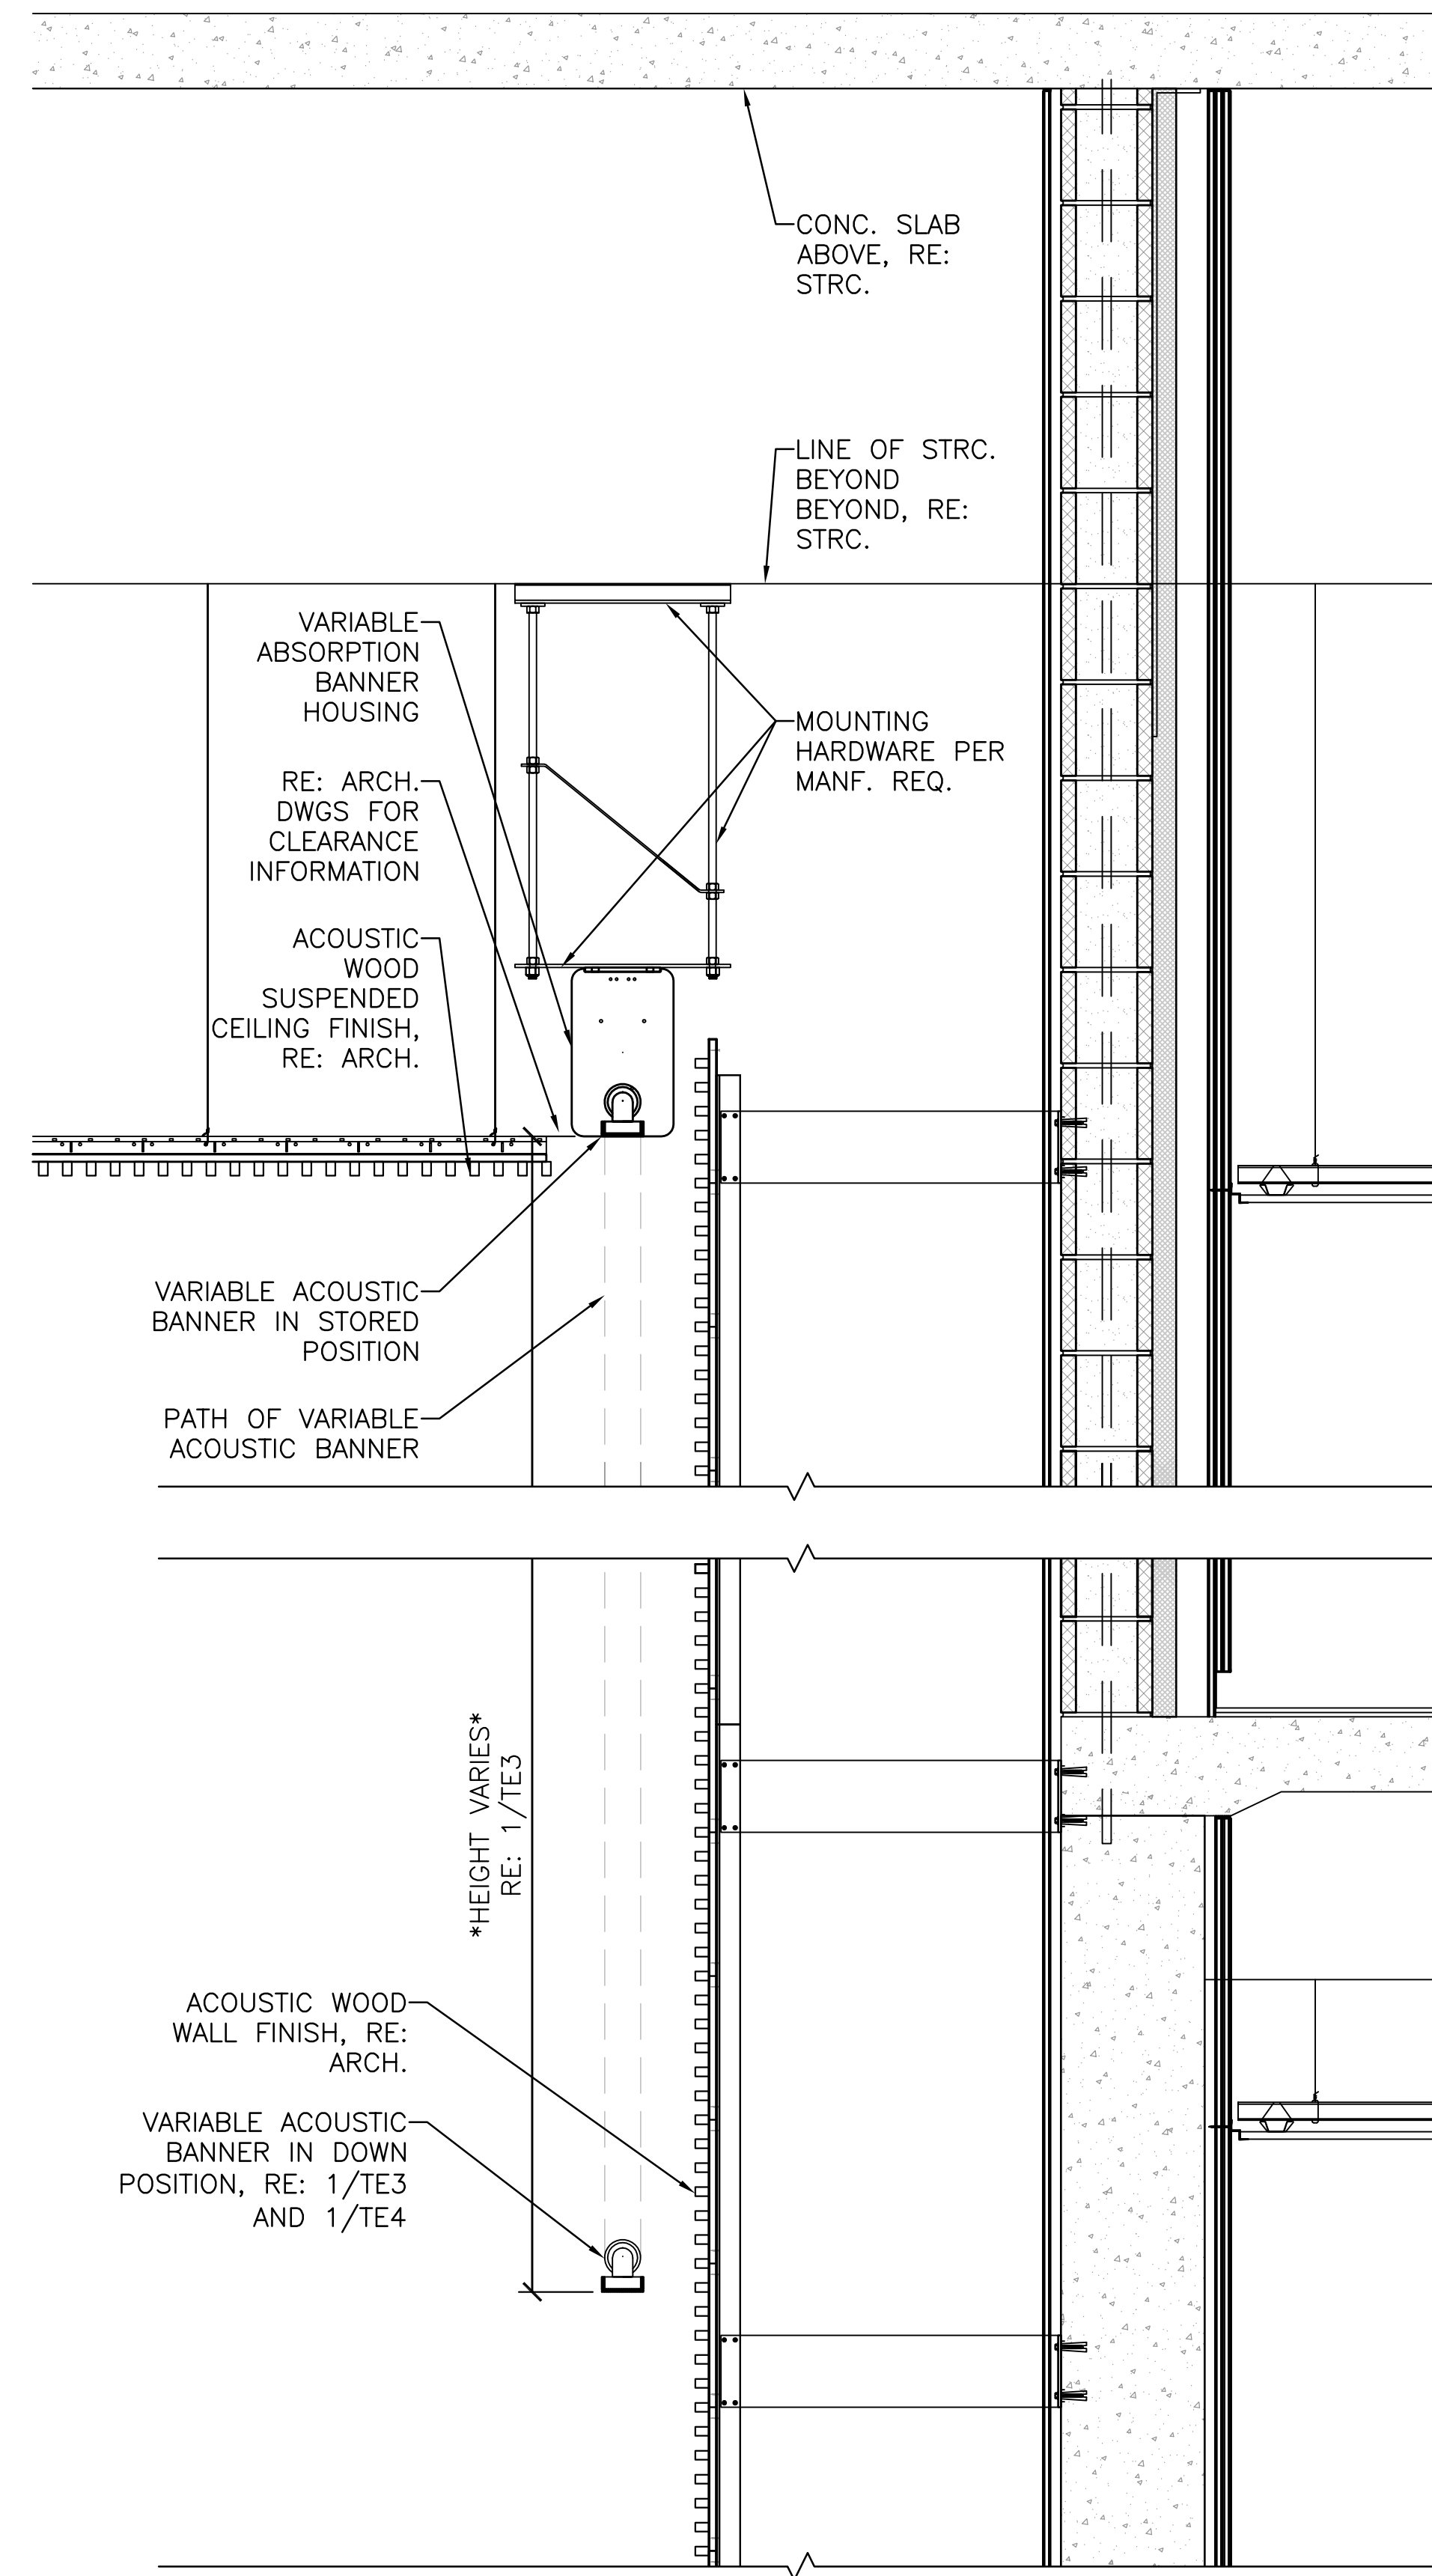 CONC. SLAB
ABOVE, RE:
STRC.
LINE OF STRC.
BEYOND
BEYOND, RE:
STRC.
VARIABLE
ABSORPTION
BANNER
HOUSING
MOUNTING
HARDWARE PER
MANF. REQ.
RE: ARCH.
DWGS FOR
CLEARANCE
INFORMATION
ACOUSTIC
WOOD
SUSPENDED
CEILING FINISH,
RE: ARCH.
VARIABLE ACOUSTIC
BANNER IN STORED
POSITION
PATH OF VARIABLE
ACOUSTIC BANNER
*HEIGHT VARIES*
RE: 1/TE3
ACOUSTIC WOOD
WALL FINISH, RE:
ARCH.
VARIABLE ACOUSTIC
BANNER IN DOWN
POSITION, RE: 1/TE3
AND 1/TE4